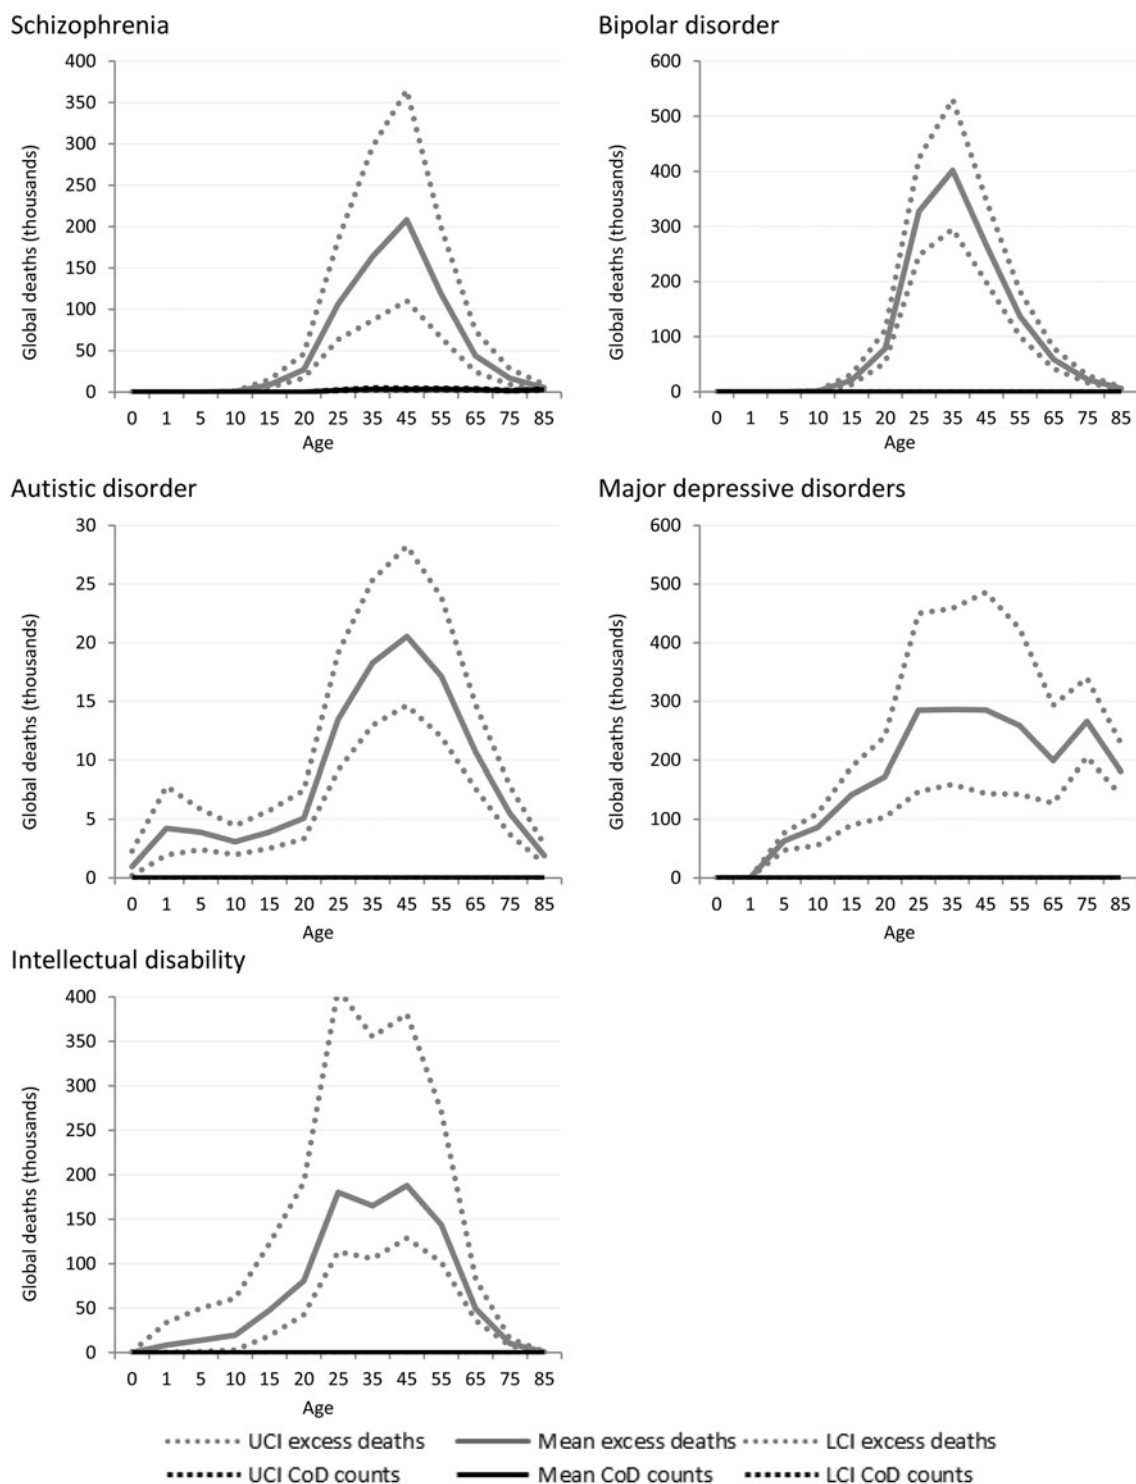 Schizophrenia
Global deaths (thousands)
400
350
300
250
200
150
100
50
0
0 1 5 10 15 20 25 35 45 55 65 75 85
Age
Bipolar disorder
Global deaths (thousands)
600
500
400
300
200
100
0
0 1 5 10 15 20 25 35 45 55 65 75 85
Age
Autistic disorder
Global deaths (thousands)
30
25
20
15
10
5
0
0 1 5 10 15 20 25 35 45 55 65 75 85
Age
Major depressive disorders
Global deaths (thousands)
600
500
400
300
200
100
0
0 1 5 10 15 20 25 35 45 55 65 75 85
Age
Intellectual disability
Global deaths (thousands)
400
350
300
250
200
150
100
50
0
0 1 5 10 15 20 25 35 45 55 65 75 85
Age
UCI excess deaths Mean excess deaths LCI excess deaths
UCI CoD counts Mean CoD counts LCI CoD counts